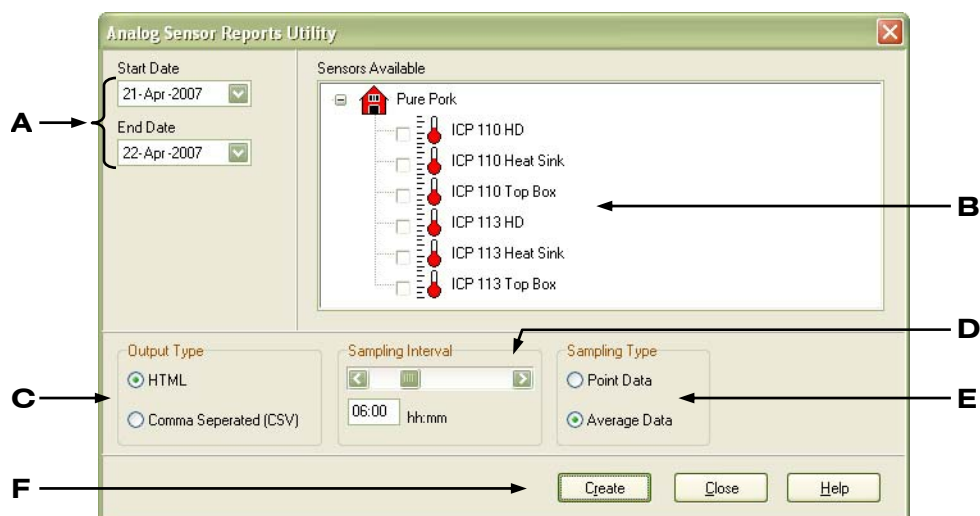 Analog Sensor Reports Utility
Start Date
21-Apr-2007
End Date
22-Apr-2007
A
Sensors Available
Pure Pork
ICP 110 HD
ICP 110 Heat Sink
ICP 110 Top Box
ICP 113 HD
ICP 113 Heat Sink
ICP 113 Top Box
B
D
Output Type
HTML
Comma Seperated (CSV)
C
Sampling Interval
06:00 hh:mm
Sampling Type
Point Data
Average Data
E
F
Create
Close
Help